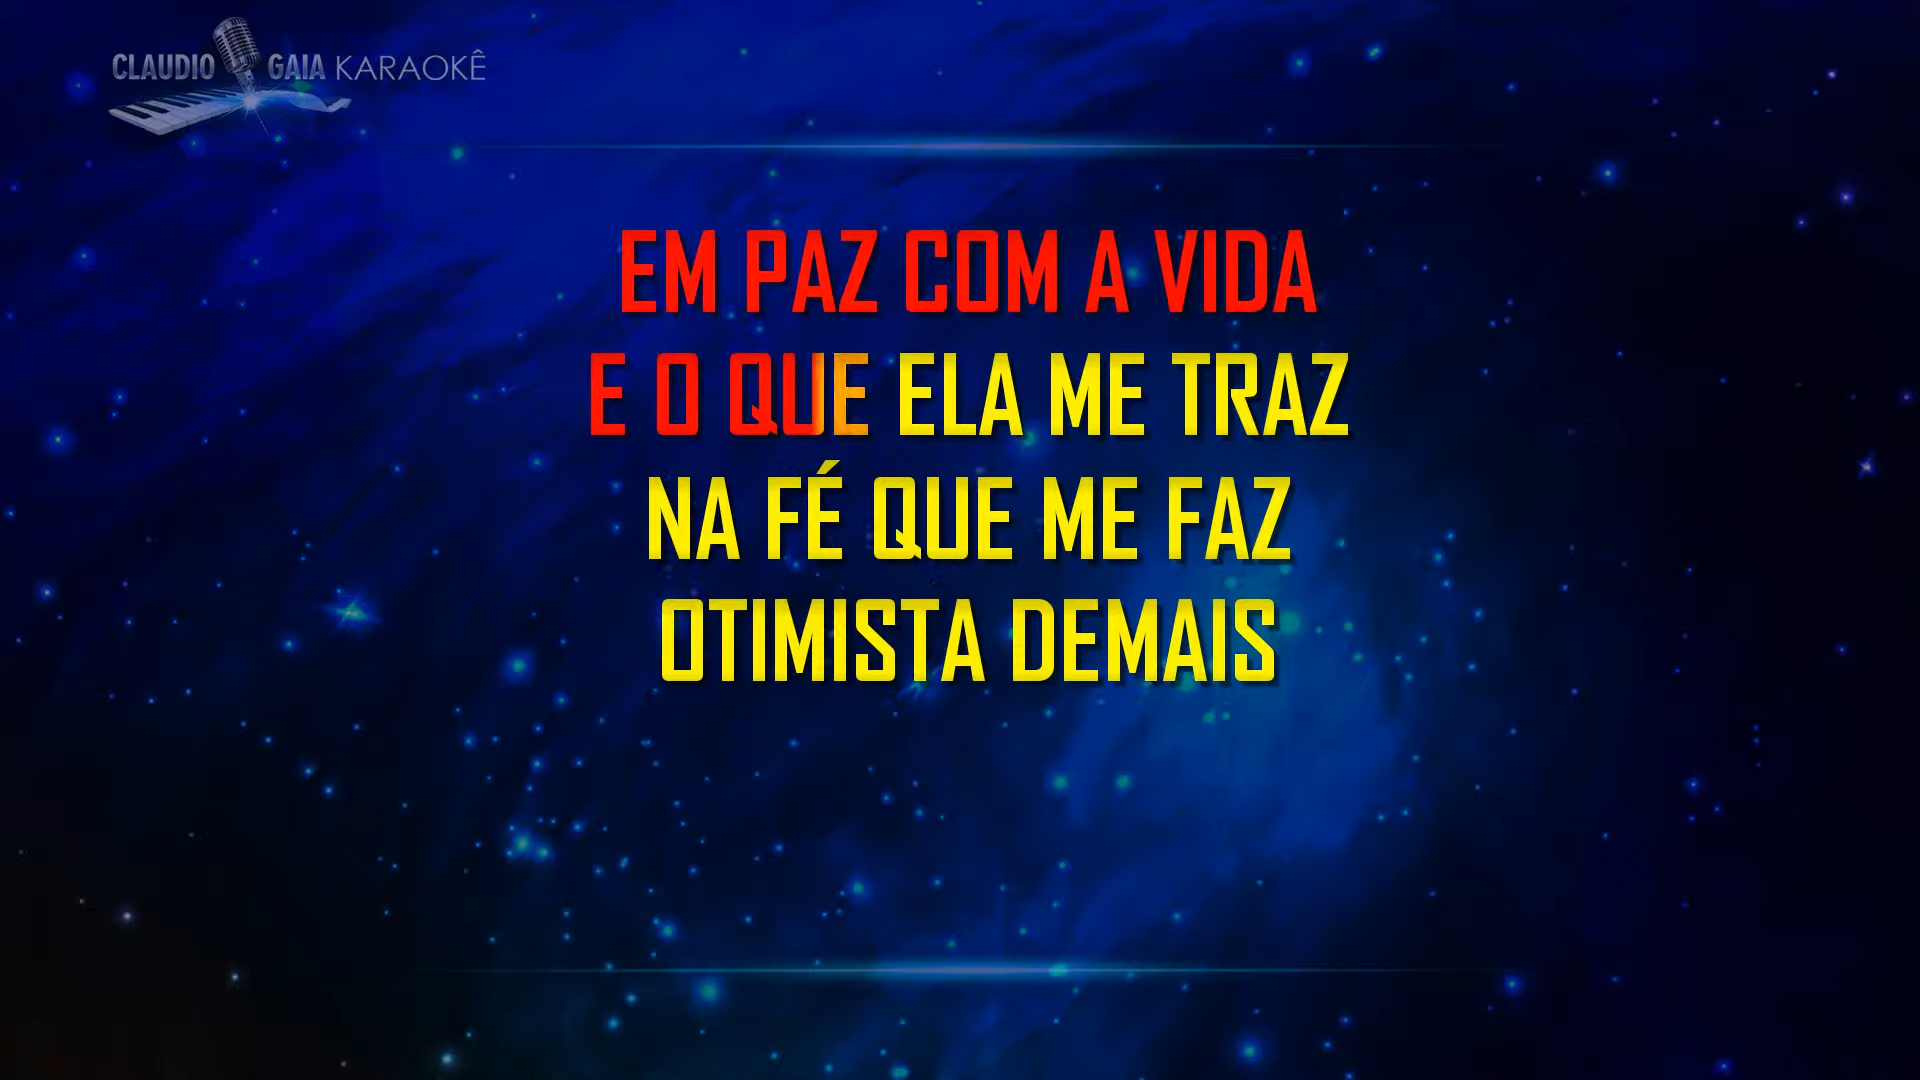 CLAUDIO GAIA KARAOKÊ
EM PAZ COM A VIDA
E O QUE ELA ME TRAZ
NA FÉ QUE ME FAZ
OTIMISTA DEMAIS